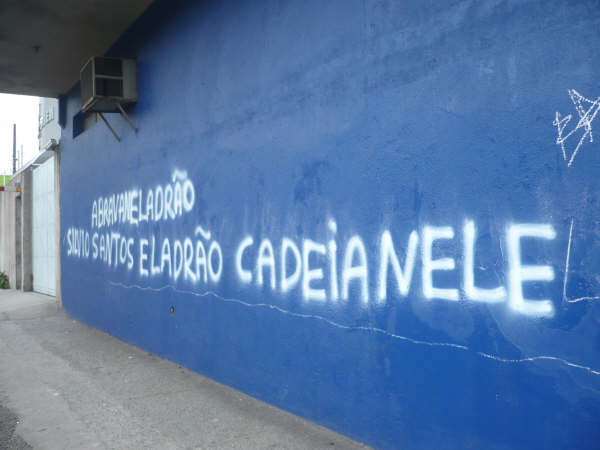 ABRAVANELADRÃO
SILVIO SANTOS ELADRÃO CADEiANELE